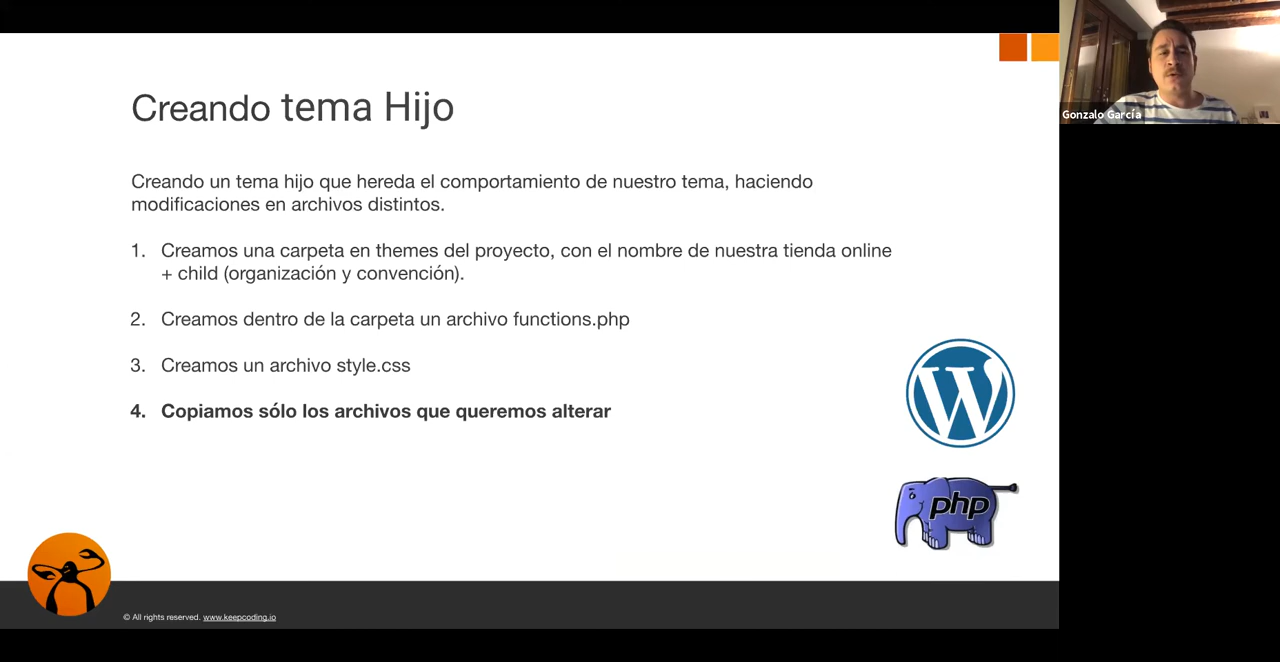 Creando tema Hijo
Gonzalo García
Creando un tema hijo que hereda el comportamiento de nuestro tema, haciendo
modificaciones en archivos distintos.
1. Creamos una carpeta en themes del proyecto, con el nombre de nuestra tienda online
+ child (organización y convención).
2. Creamos dentro de la carpeta un archivo functions.php
3. Creamos un archivo style.css
4. Copiamos sólo los archivos que queremos alterar
W
php
© All rights reserved. www.keepcoding.io